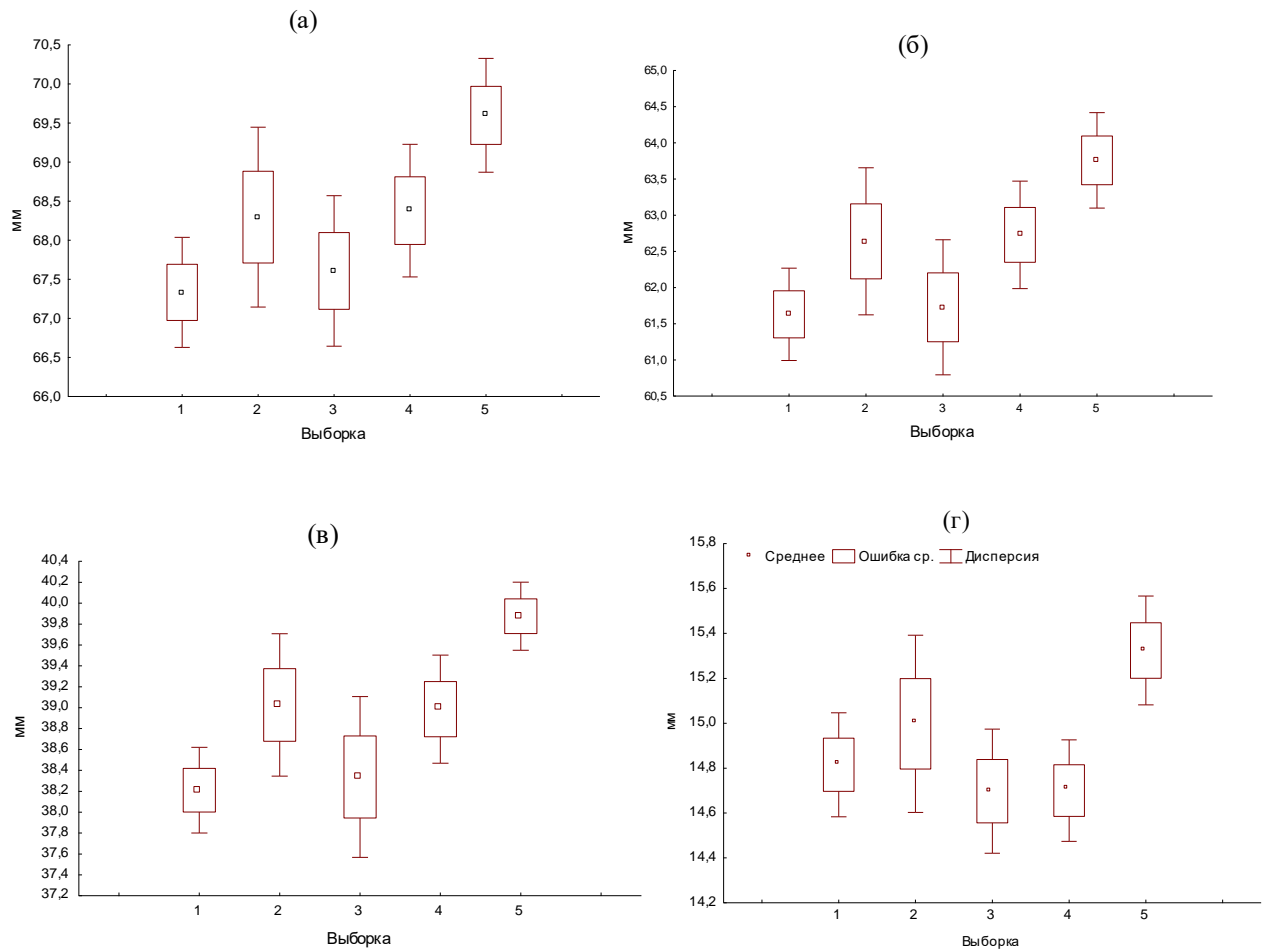 (а)
70,5
70,0
69,5
69,0
68,5
68,0
67,5
67,0
66,5
66,0
мм
1 2 3 4 5
Выборка
(б)
65,0
64,5
64,0
63,5
63,0
62,5
62,0
61,5
61,0
60,5
мм
1 2 3 4 5
Выборка
(в)
40,4
40,2
40,0
39,8
39,6
39,4
39,2
39,0
38,8
38,6
38,4
38,2
38,0
37,8
37,6
37,4
37,2
мм
1 2 3 4 5
Выборка
(г)
15,8
Среднее Ошибка ср. Дисперсия
15,6
15,4
15,2
15,0
14,8
14,6
14,4
14,2
мм
1 2 3 4 5
Выборка